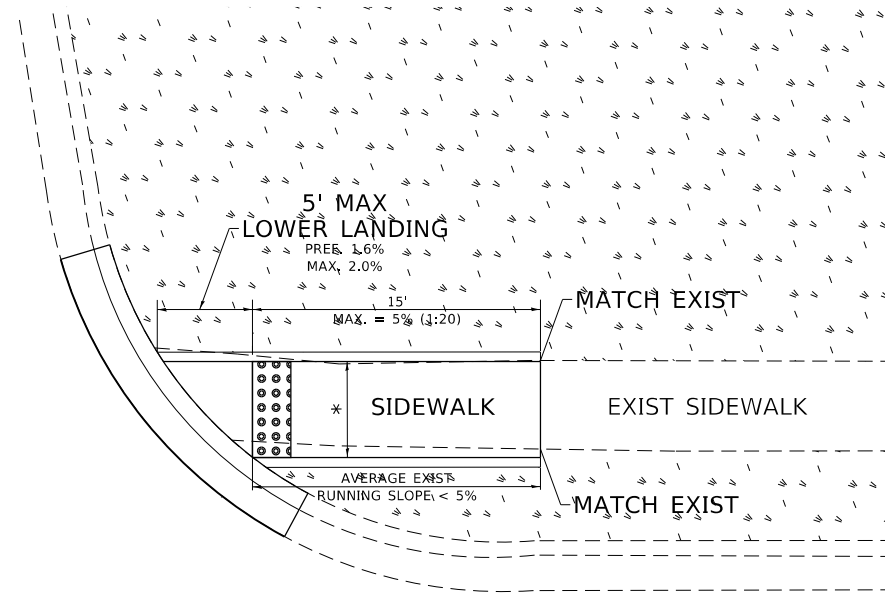 5' MAX
LOWER LANDING
PREF. 1.6%
MAX. 2.0%
15'
MAX. = 5% (1:20)
MATCH EXIST
*
SIDEWALK
EXIST SIDEWALK
AVERAGE EXIST
RUNNING SLOPE < 5%
MATCH EXIST